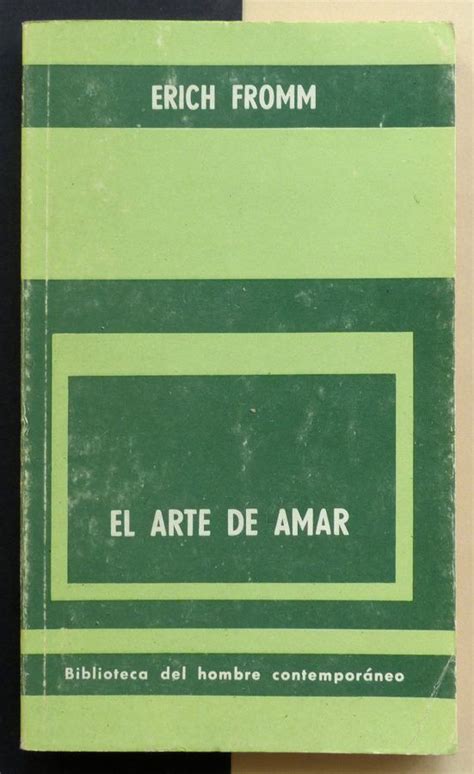 ERICH FROMM
EL ARTE DE AMAR
Biblioteca del hombre contemporáneo